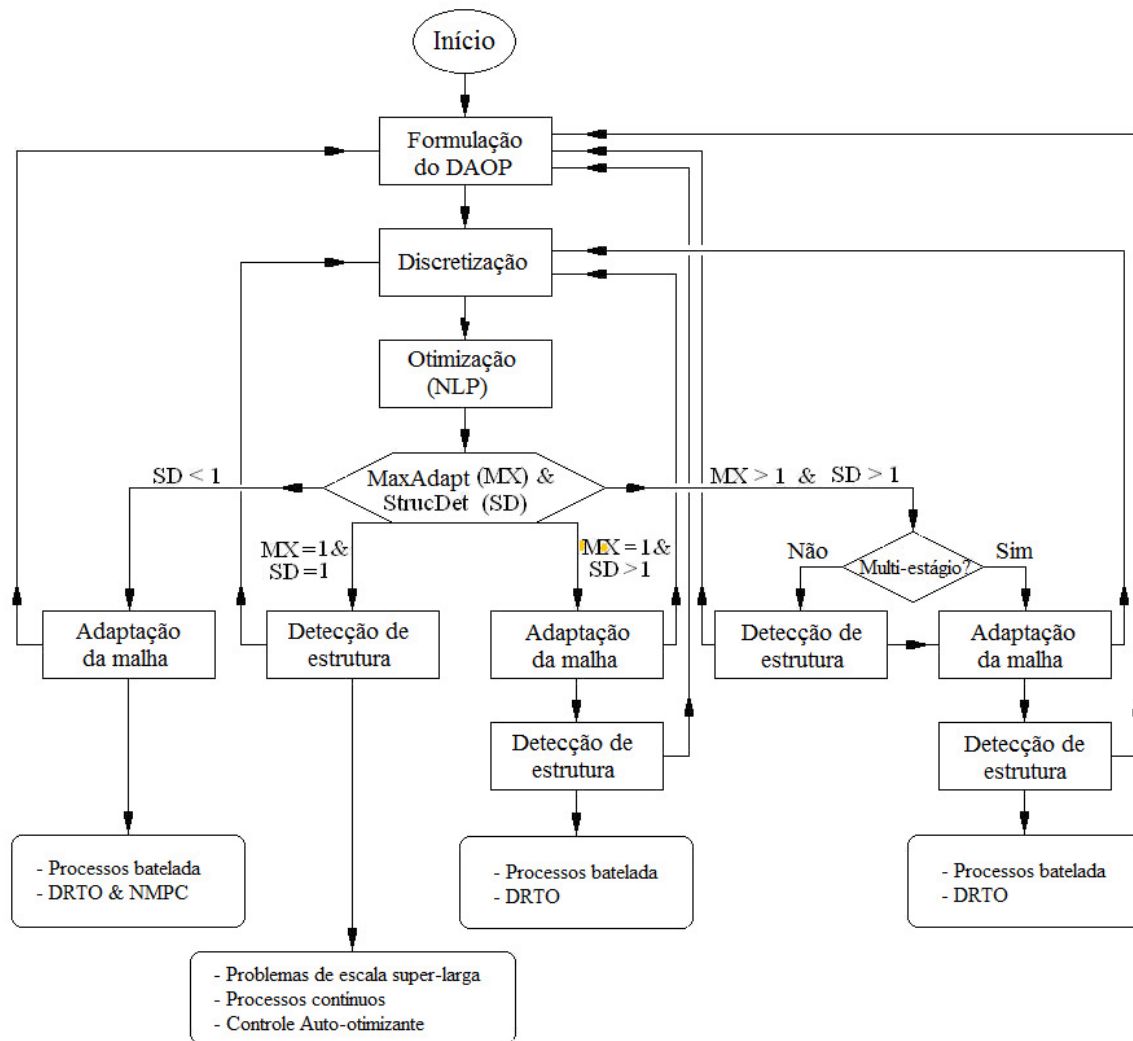 Início
Formulação
do DAOP
Discretização
Otimização
(NLP)
SD < 1
MaxAdapt (MX) &
StrucDet (SD)
MX > 1 & SD > 1
MX =1 &
SD =1
MX =1 &
SD > 1
Não
Multi-estágio?
Sim
Adaptação
da malha
Detecção de
estrutura
Adaptação
da malha
Detecção de
estrutura
Adaptação
da malha
Detecção de
estrutura
Detecção de
estrutura
- Processos batelada
- DRTO & NMPC
- Processos batelada
- DRTO
- Processos batelada
- DRTO
- Problemas de escala super-larga
- Processos contínuos
- Controle Auto-otimizante